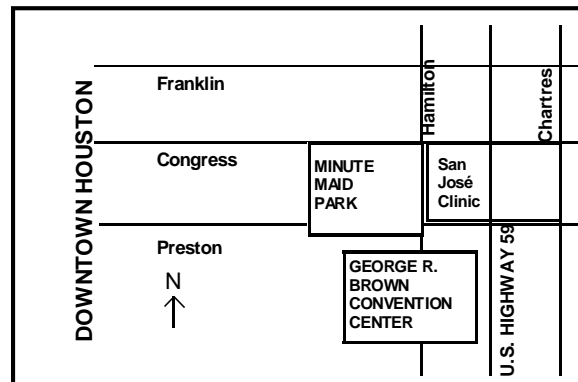 DOWNTOWN HOUSTON
Franklin
Hamilton
Chartres
Congress
MINUTE
MAID
PARK
San
José
Clinic
Preston
N
GEORGE R.
BROWN
CONVENTION
CENTER
U.S. HIGHWAY 59